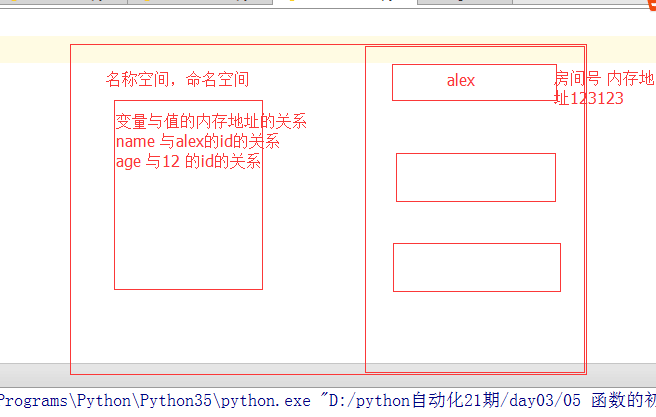 名称空间，命名空间
alex
房间号 内存地
址123123
变量与值的内存地址的关系
name 与alex的id的关系
age 与12 的id的关系
Programs\Python\Python35\python.exe "D:/python自动化21期/day03/05 函数的初